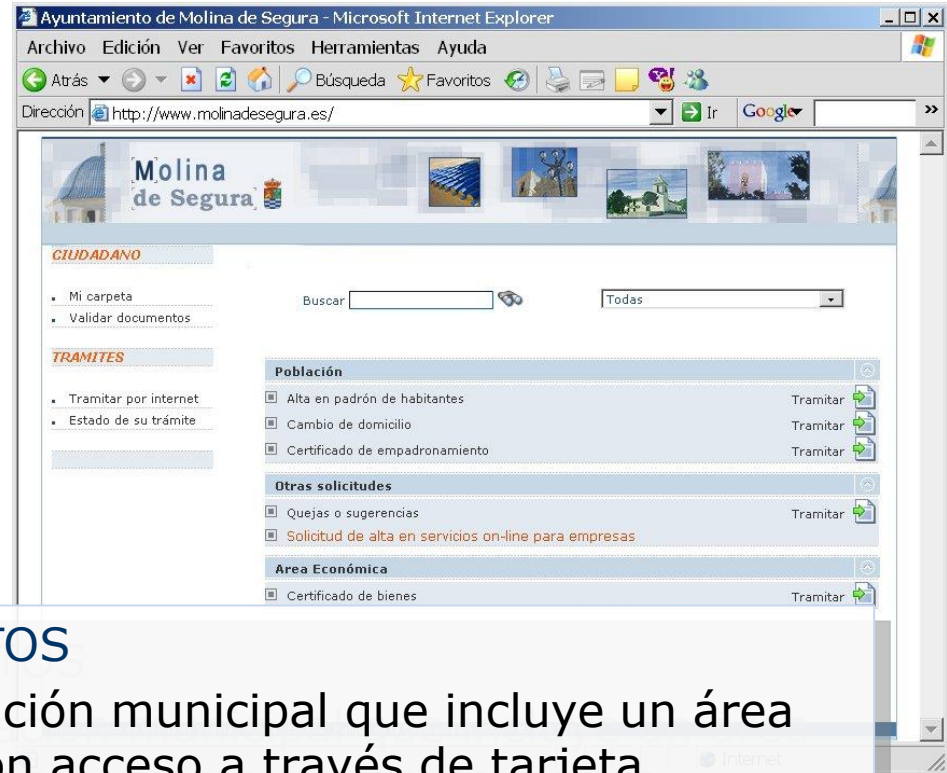 Ayuntamiento de Molina de Segura - Microsoft Internet Explorer
Archivo Edición Ver Favoritos Herramientas Ayuda
Atrás Búsqueda Favoritos
Dirección http://www.molinadesegura.es/ Ir Google »
Molina
de Segura
CIUDADANO
Mi carpeta
Validar documentos
TRAMITES
Tramitar por internet
Estado de su trámite
Buscar Todas
Población
Alta en padrón de habitantes Tramitar
Cambio de domicilio Tramitar
Certificado de empadronamiento Tramitar
Otras solicitudes
Quejas o sugerencias Tramitar
Solicitud de alta en servicios on-line para empresas
Area Económica
Certificado de bienes Tramitar
TOS
ción municipal que incluye un área
on acceso a través de tarjeta
Internet